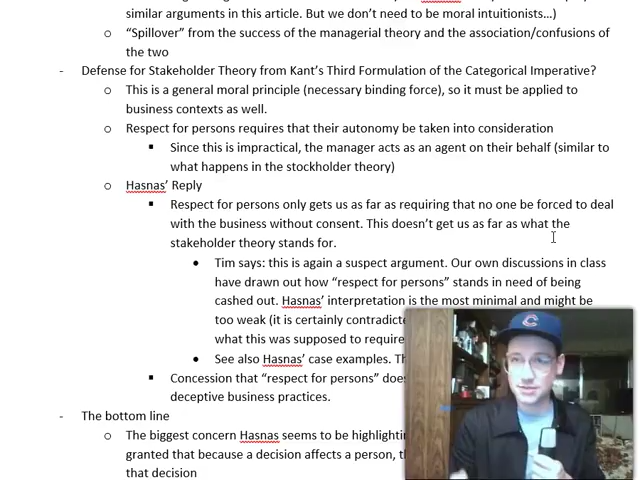 similar arguments in this article. But we don't need to be moral intuitionists…)
o "Spillover" from the success of the managerial theory and the association/confusions of
the two
- Defense for Stakeholder Theory from Kant's Third Formulation of the Categorical Imperative?
o This is a general moral principle (necessary binding force), so it must be applied to
business contexts as well.
o Respect for persons requires that their autonomy be taken into consideration
▪ Since this is impractical, the manager acts as an agent on their behalf (similar to
what happens in the stockholder theory)
o Hasnas' Reply
▪ Respect for persons only gets us as far as requiring that no one be forced to deal
with the business without consent. This doesn't get us as far as what the
stakeholder theory stands for.
• Tim says: this is again a suspect argument. Our own discussions in class
have drawn out how "respect for persons" stands in need of being
cashed out. Hasnas' interpretation is the most minimal and might be
too weak (it is certainly
what this was supposed to
• See also Hasnas' case examples.
▪ Concession that "respect for persons"
deceptive business practices.
- The bottom line
o The biggest concern Hasnas seems to be
granted that because a decision affects a person,
that decision
C